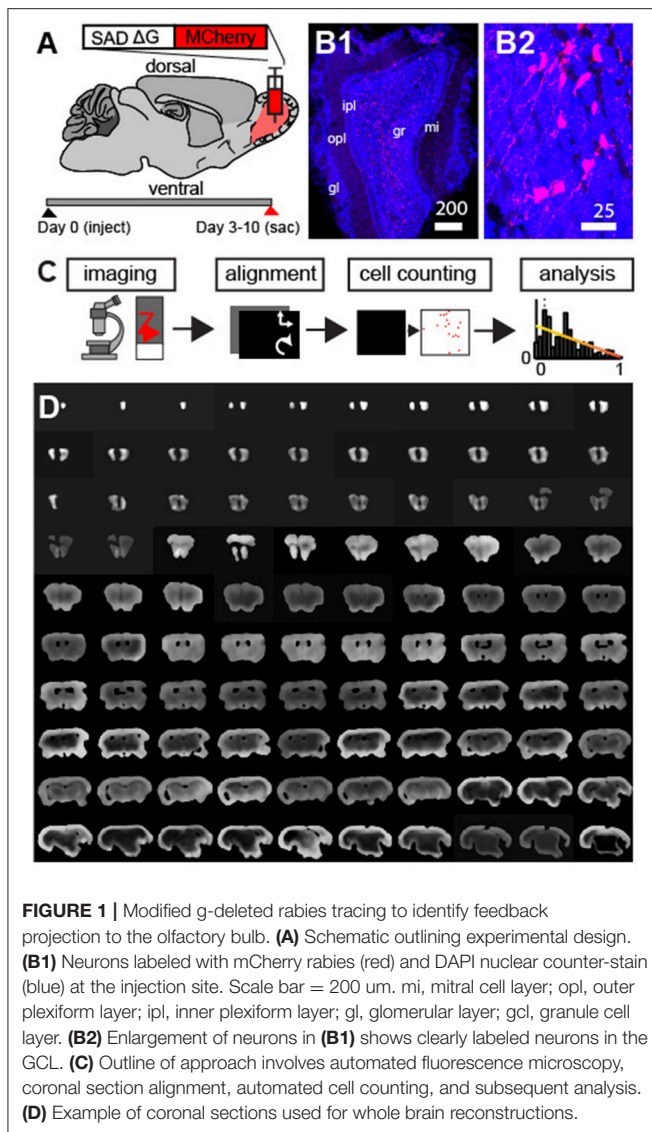 A
SAD ΔG MCherry
dorsal
ventral
Day 0 (inject) Day 3-10 (sac)
B1
ipl
opl
gr
mi
gl
200
B2
25
C
imaging alignment cell counting analysis
0
0 1
D
FIGURE 1 | Modified g-deleted rabies tracing to identify feedback
projection to the olfactory bulb. (A) Schematic outlining experimental design.
(B1) Neurons labeled with mCherry rabies (red) and DAPI nuclear counter-stain
(blue) at the injection site. Scale bar = 200 um. mi, mitral cell layer; opl, outer
plexiform layer; ipl, inner plexiform layer; gl, glomerular layer; gcl, granule cell
layer. (B2) Enlargement of neurons in (B1) shows clearly labeled neurons in the
GCL. (C) Outline of approach involves automated fluorescence microscopy,
coronal section alignment, automated cell counting, and subsequent analysis.
(D) Example of coronal sections used for whole brain reconstructions.